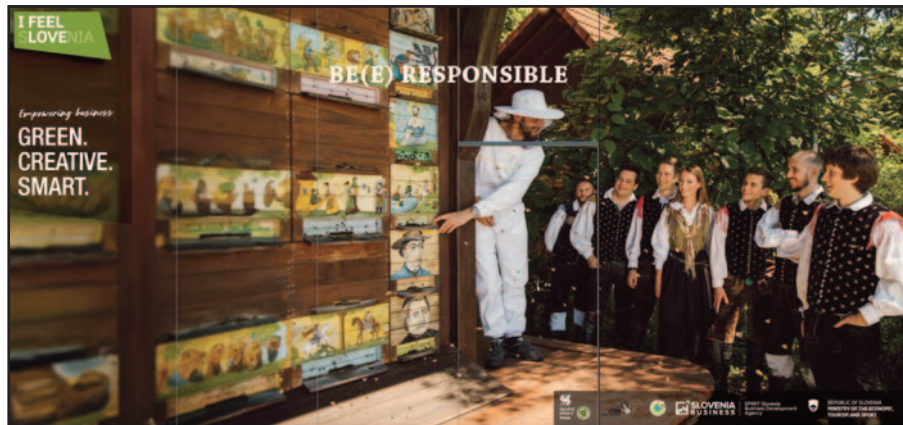 I FEEL
SLOVENIA
BE(E) RESPONSIBLE
Empowering business
GREEN.
CREATIVE.
SMART.
SLOVENIA
BUSINESS
SPIRIT Slovenia
Business Development
Agency
REPUBLIC OF SLOVENIA
MINISTRY OF THE ECONOMY,
TOURISM AND SPORT